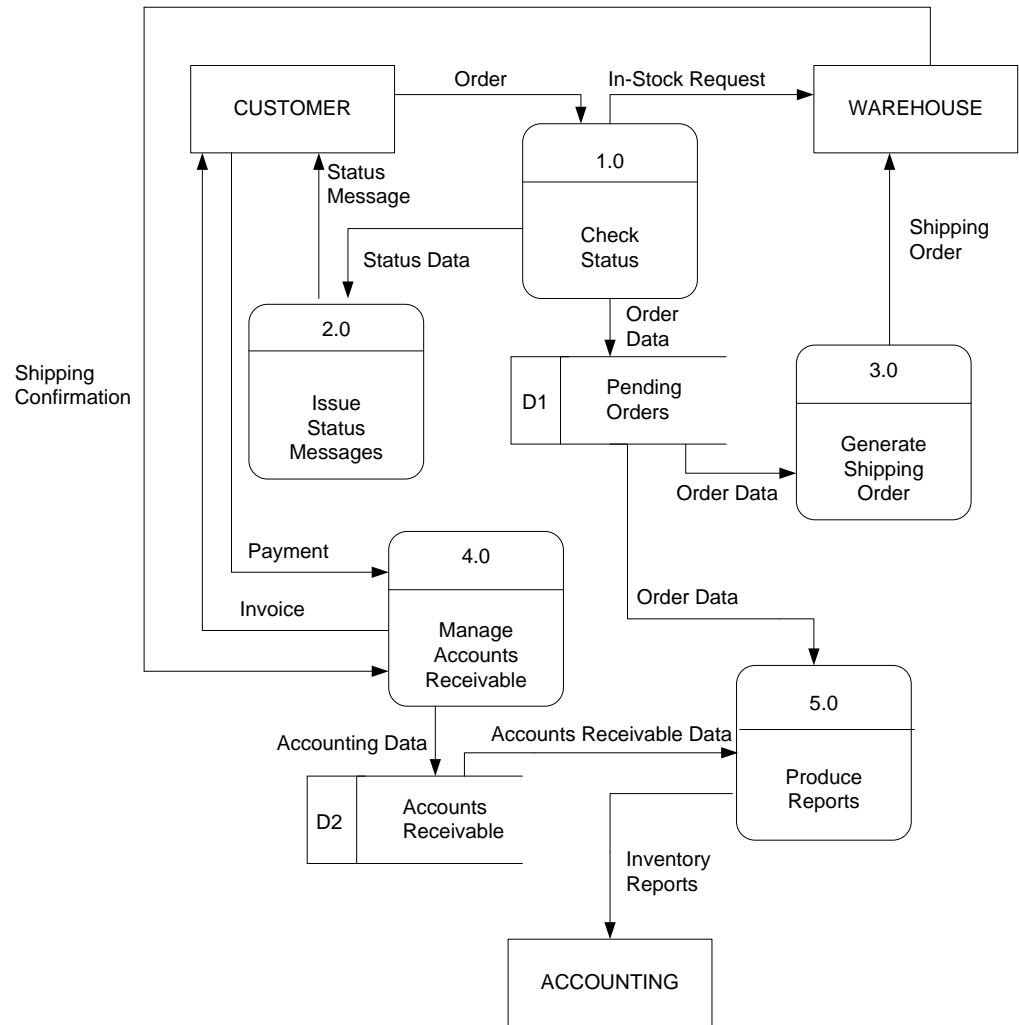 Order
In-Stock Request
CUSTOMER
WAREHOUSE
1.0
Check
Status
Status
Message
Status Data
Shipping
Order
2.0
Issue
Status
Messages
Order
Data
D1
Pending
Orders
3.0
Generate
Shipping
Order
Order Data
Shipping
Confirmation
Payment
Invoice
4.0
Manage
Accounts
Receivable
Order Data
5.0
Produce
Reports
Accounting Data
Accounts Receivable Data
D2
Accounts
Receivable
Inventory
Reports
ACCOUNTING